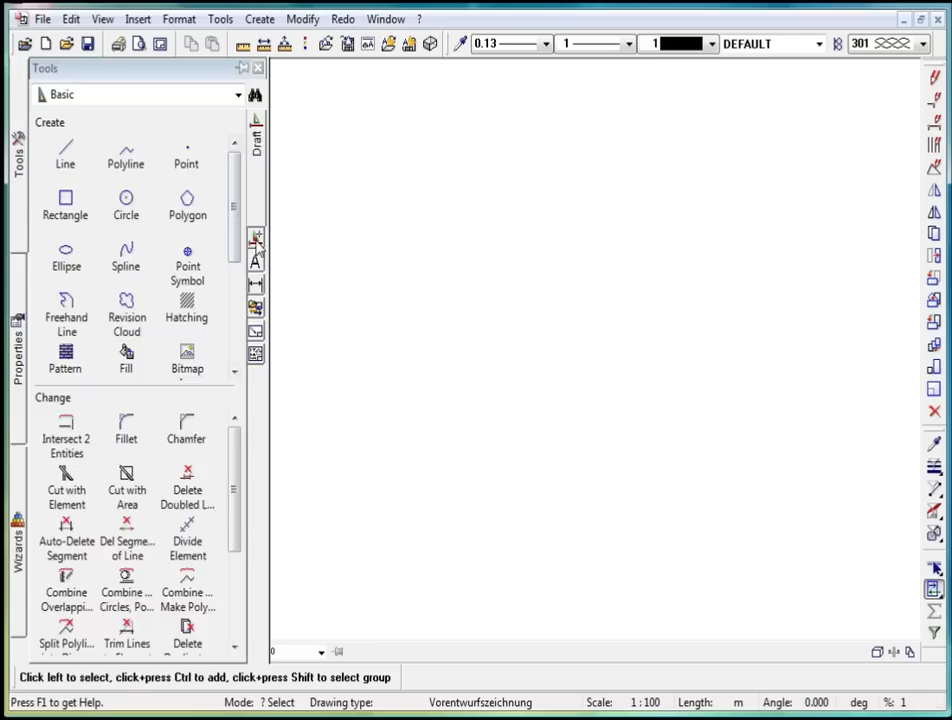 File Edit View Insert Format Tools Create Modify Redo Window ?
0.13 1 1 DEFAULT 301
Tools
Basic
Create
Line Polyline Point
Rectangle Circle Polygon
Ellipse Spline Point Symbol
Freehand Line Revision Cloud Hatching
Pattern Fill Bitmap
Change
Intersect 2 Entities Fillet Chamfer
Cut with Element Cut with Area Delete Doubled L...
Auto-Delete Segment Del Segme... of Line Divide Element
Combine Overlappi... Combine ... Circles, Po... Combine ... Make Poly...
Split Polyli... Trim Lines Delete
Tools
Properties
Wizards
Draft
A
0
Click left to select, click+press Ctrl to add, click+press Shift to select group
Press F1 to get Help. Mode: ? Select Drawing type: Vorentwurfszeichnung Scale: 1:100 Length: m Angle: 0.000 deg %: 1